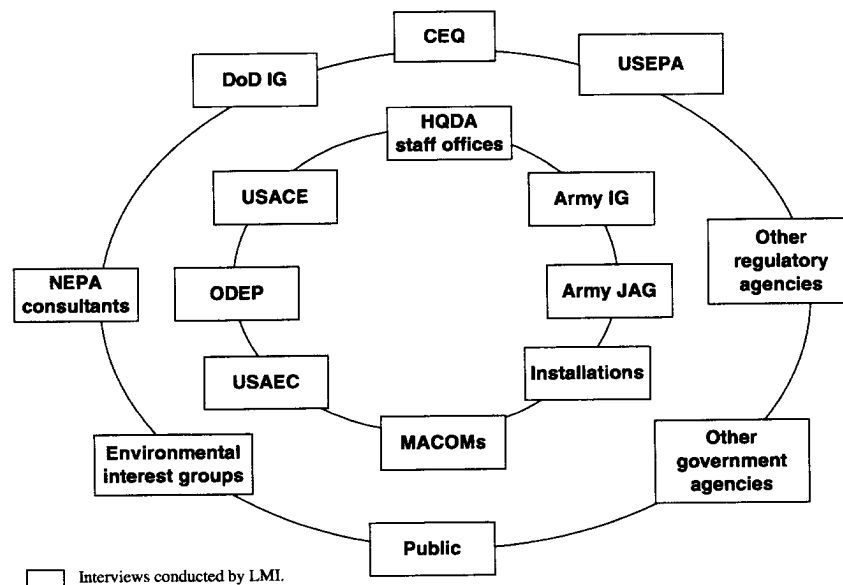 CEQ
USEPA
DoD IG
HQDA
staff offices
USACE
Army IG
Other
regulatory
agencies
NEPA
consultants
ODEP
Army JAG
USAEC
Installations
MACOMs
Environmental
interest groups
Other
government
agencies
Public
Interviews conducted by LMI.